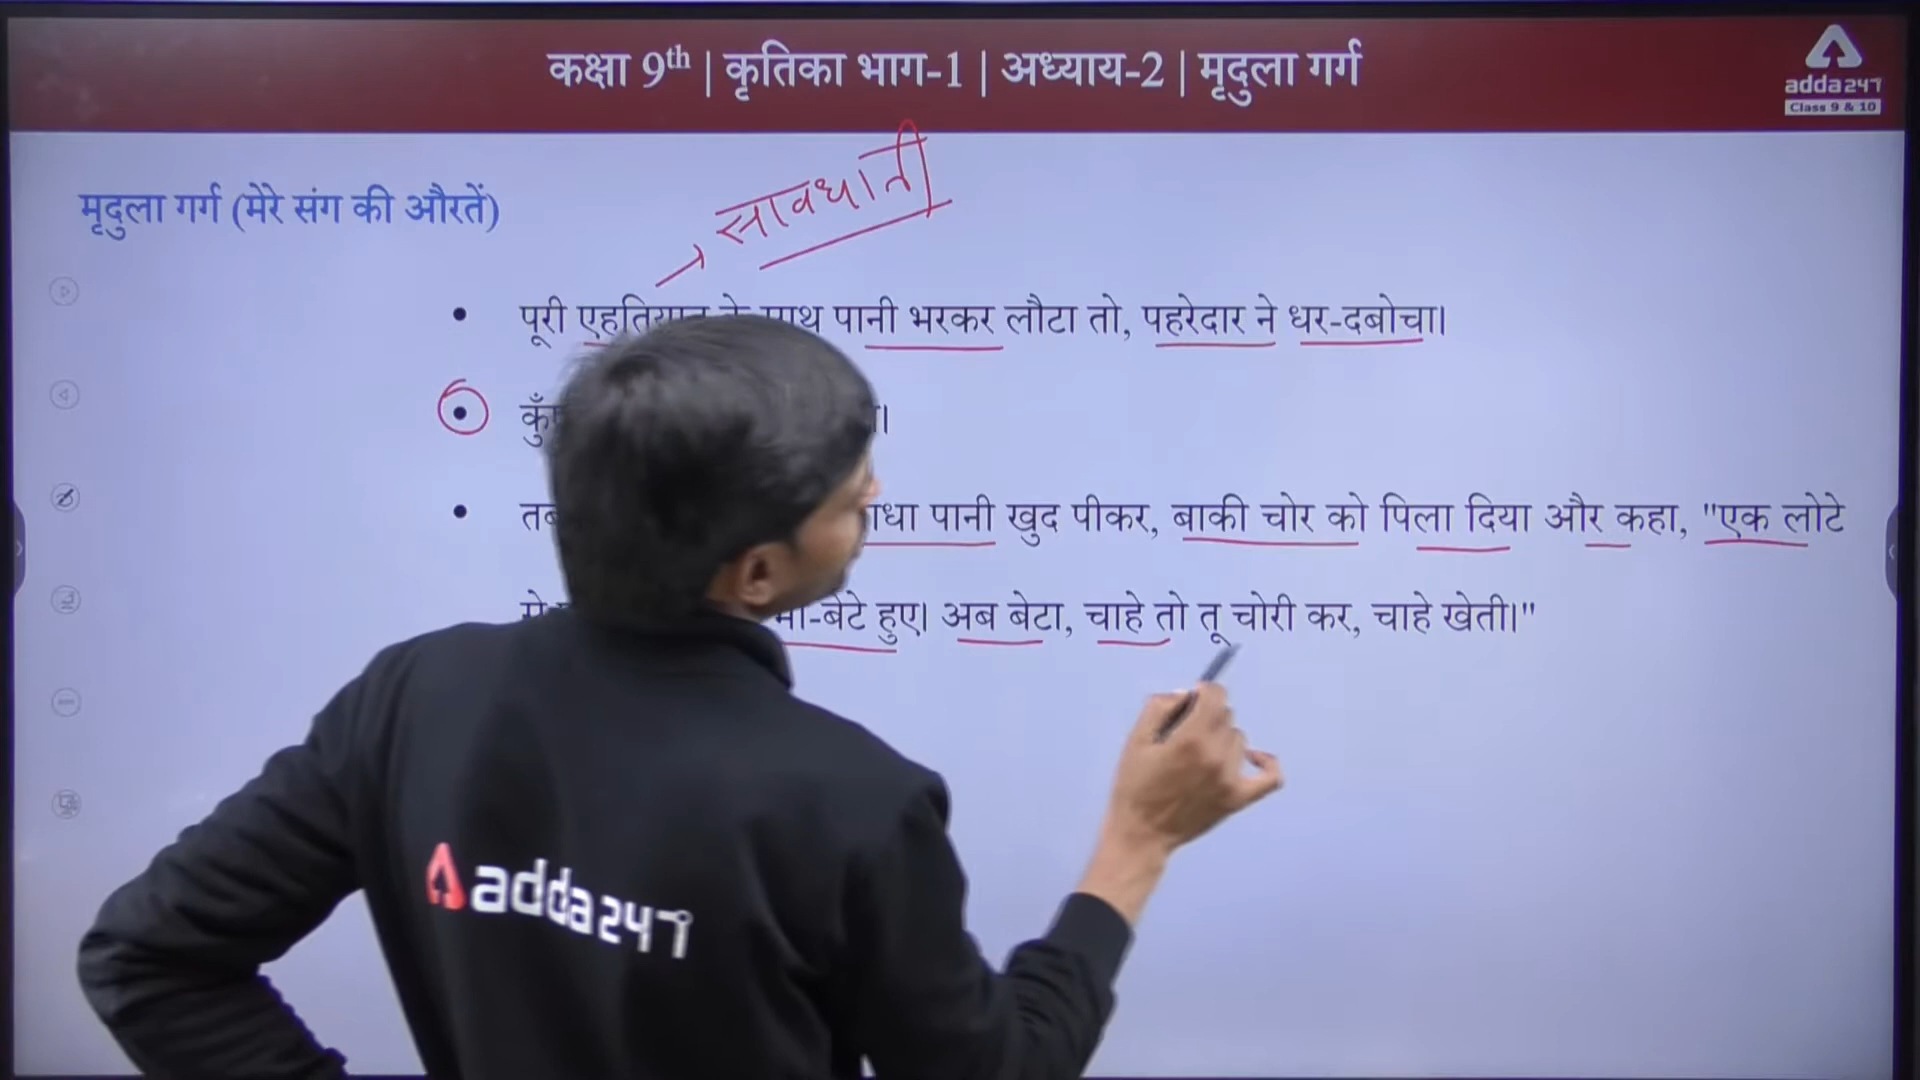 कक्षा 9th | कृतिका भाग-1 | अध्याय-2 | मृदुला गर्ग
adda247
Class 9 & 10
सावधानी
मृदुला गर्ग (मेरे संग की औरतें)
पूरी साथ पानी भरकर लौटा तो, पहरेदार ने धर-दबोचा।
पानी खुद पीकर, बाकी चोर को पिला दिया और कहा, "एक लोटे
हुए। अब बेटा, चाहे तो तू चोरी कर, चाहे खेती।"
adda247